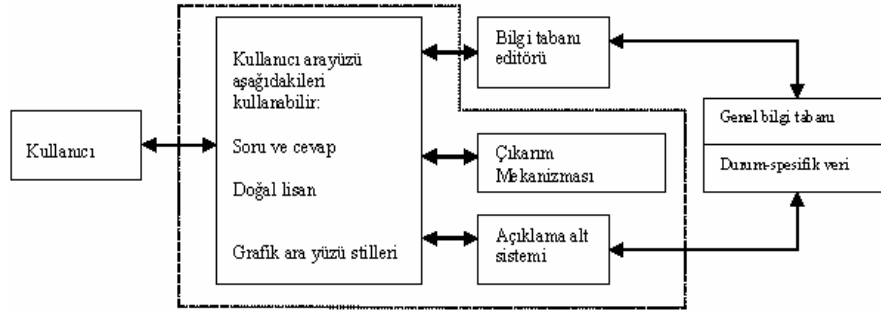 Kullanıcı
Kullanıcı arayüzü
aşağıdakileri
kullanabilir:
Soru ve cevap
Doğal lisan
Grafik ara yüzü stilleri
Bilgi tabanı
editörü
Çıkarım
Mekanizması
Açıklama alt
sistemi
Genel bilgi tabanı
Durum-spesifik veri